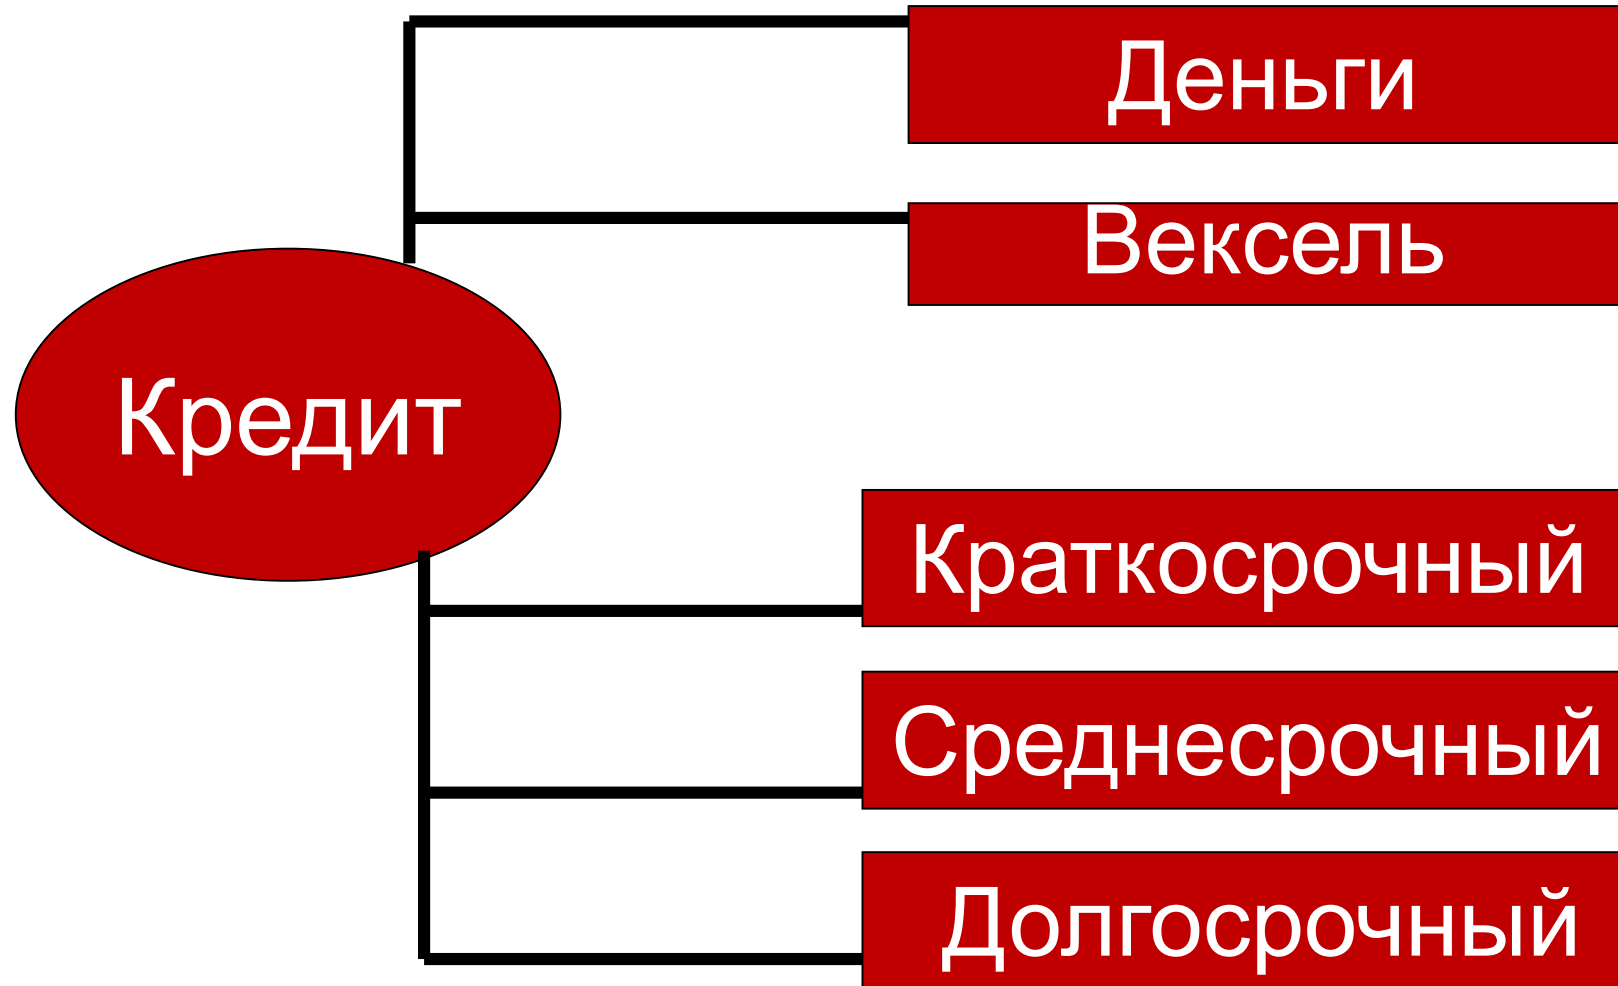 Деньги
Вексель
Кредит
Краткосрочный
Среднесрочный
Долгосрочный